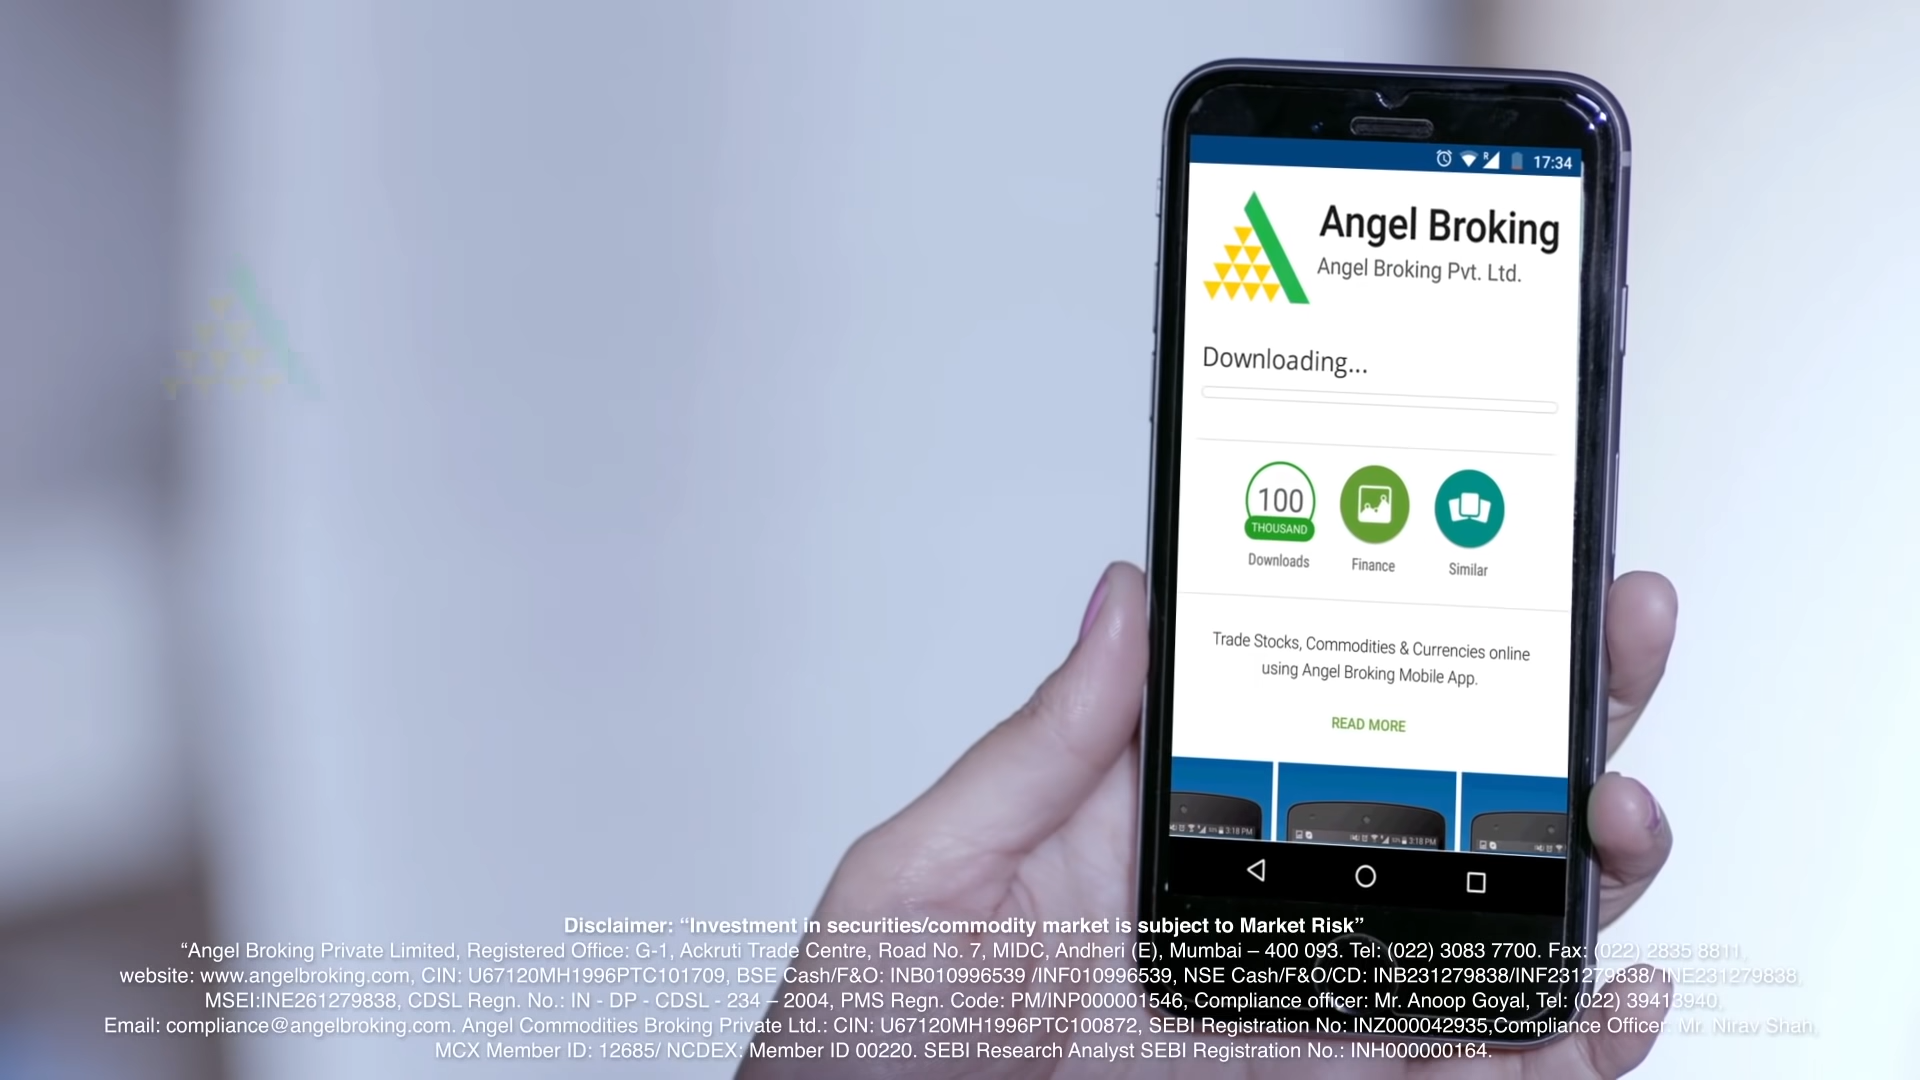 17:34
Angel Broking
Angel Broking Pvt. Ltd.
Downloading...
100
THOUSAND
Downloads
Finance
Similar
Trade Stocks, Commodities & Currencies online
using Angel Broking Mobile App.
READ MORE
3:18 PM
3:18 PM
Disclaimer: “Investment in securities/commodity market is subject to Market Risk”
“Angel Broking Private Limited, Registered Office: G-1, Ackruti Trade Centre, Road No. 7, MIDC, Andheri (E), Mumbai – 400 093. Tel: (022) 3083 7700. Fax: (022) 2835 8811,
website: www.angelbroking.com, CIN: U67120MH1996PTC101709, BSE Cash/F&O: INB010996539 /INF010996539, NSE Cash/F&O/CD: INB231279838/INF231279838/ INE231279838,
MSEI:INE261279838, CDSL Regn. No.: IN - DP - CDSL - 234 – 2004, PMS Regn. Code: PM/INP000001546, Compliance officer: Mr. Anoop Goyal, Tel: (022) 39413940,
Email: compliance@angelbroking.com. Angel Commodities Broking Private Ltd.: CIN: U67120MH1996PTC100872, SEBI Registration No: INZ000042935,Compliance Officer: Mr. Nirav Shah,
MCX Member ID: 12685/ NCDEX: Member ID 00220. SEBI Research Analyst SEBI Registration No.: INH000000164.